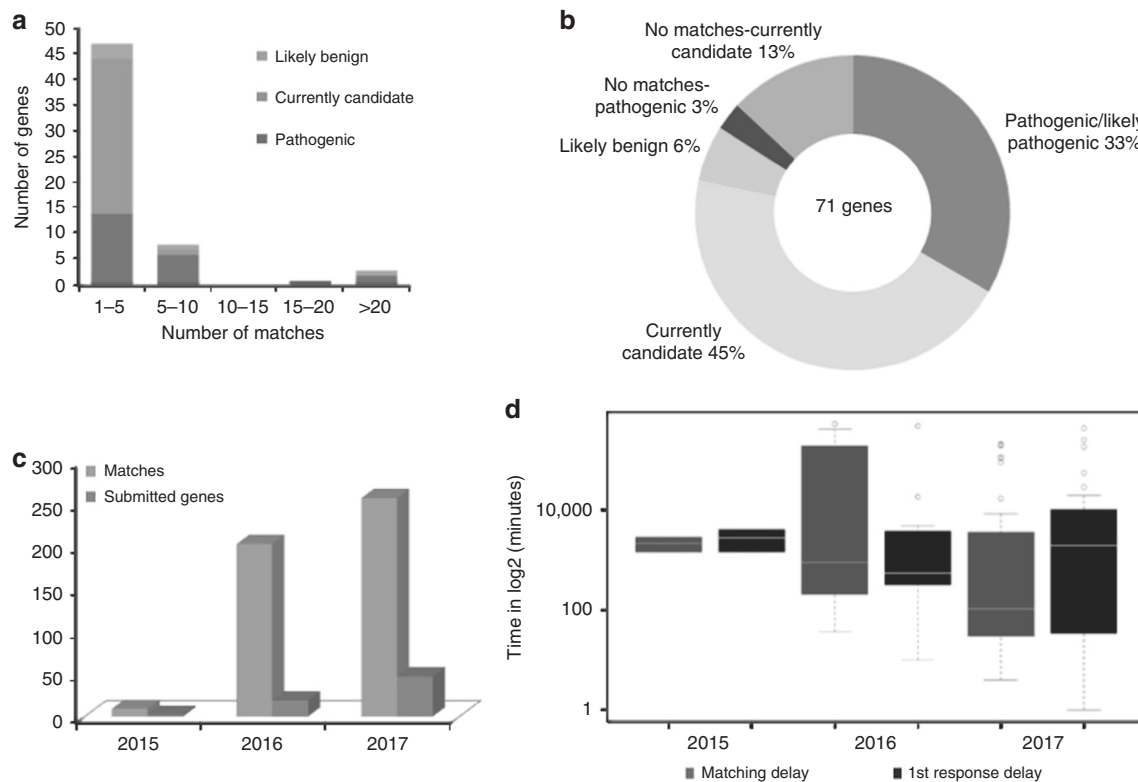 a
50
45
40
35
30
25
20
15
10
5
0
Number of genes
Likely benign
Currently candidate
Pathogenic
1–5 5–10 10–15 15–20 >20
Number of matches
b
No matches-currently
candidate 13%
No matches-
pathogenic 3%
Likely benign 6%
Pathogenic/likely
pathogenic 33%
71 genes
Currently
candidate 45%
c
300
250
200
150
100
50
0
Matches
Submitted genes
2015 2016 2017
d
Time in log2 (minutes)
10,000
100
1
2015 2016 2017
Matching delay 1st response delay